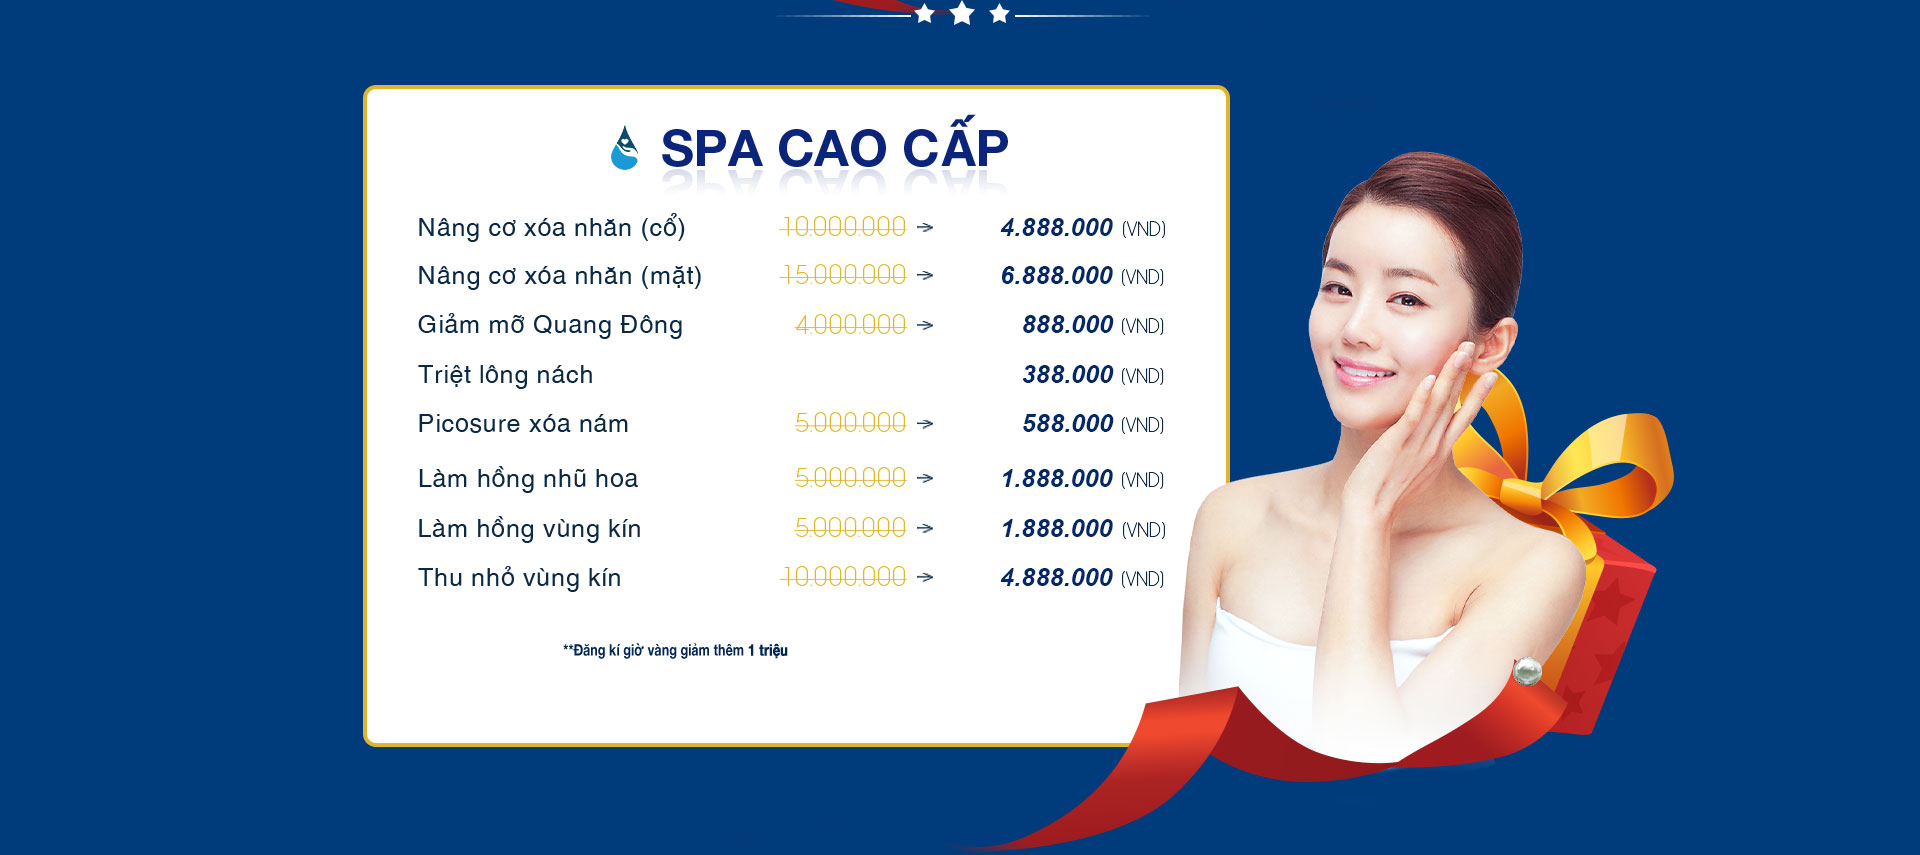 SPA CAO CẤP
Nâng cơ xóa nhăn (cổ) 10.000.000 → 4.888.000 (VND)
Nâng cơ xóa nhăn (mặt) 15.000.000 → 6.888.000 (VND)
Giảm mỡ Quang Đông 4.000.000 → 888.000 (VND)
Triệt lông nách 388.000 (VND)
Picosure xóa nám 5.000.000 → 588.000 (VND)
Làm hồng nhũ hoa 5.000.000 → 1.888.000 (VND)
Làm hồng vùng kín 5.000.000 → 1.888.000 (VND)
Thu nhỏ vùng kín 10.000.000 → 4.888.000 (VND)
**Đăng kí giờ vàng giảm thêm 1 triệu